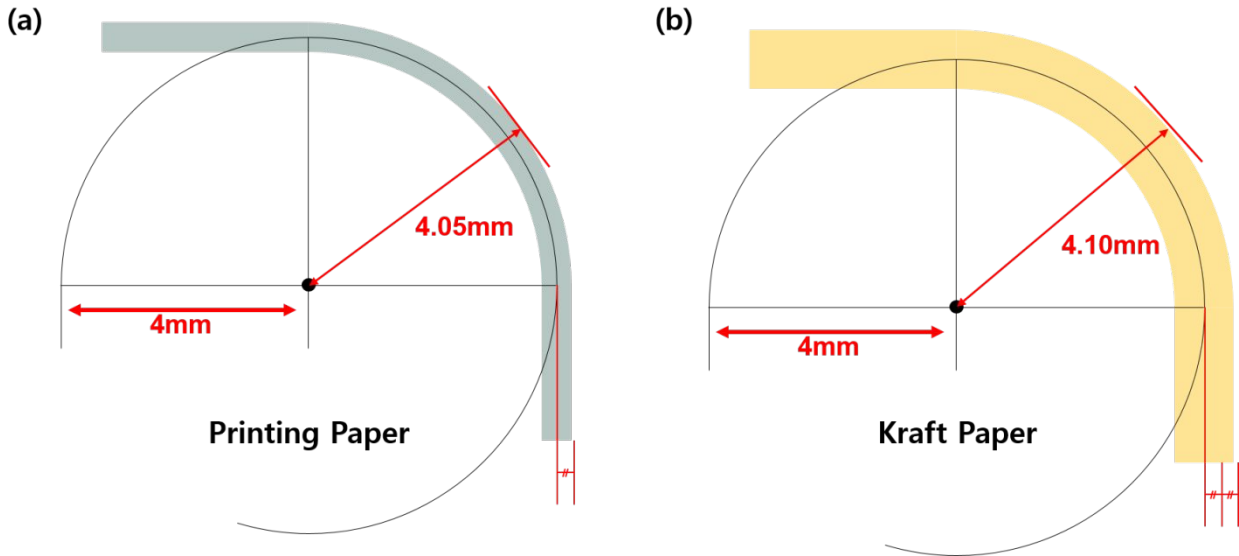 (a)
4.05mm
4mm
Printing Paper
(b)
4.10mm
4mm
Kraft Paper